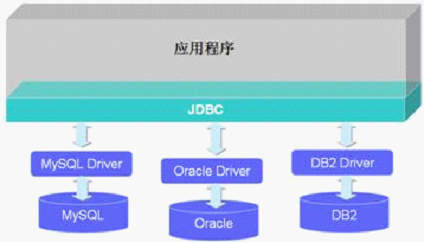 应用程序
JDBC
MySQL Driver
Oracle Driver
DB2 Driver
MySQL
Oracle
DB2